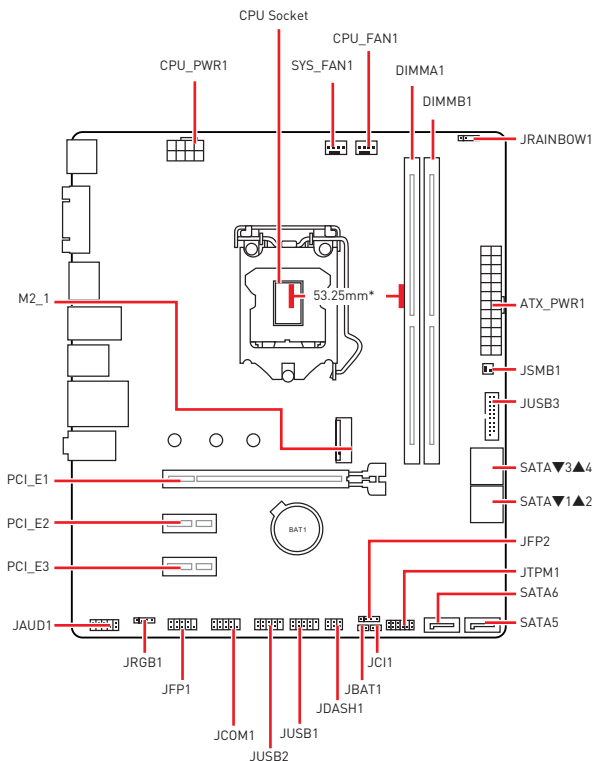 CPU Socket
CPU_FAN1
CPU_PWR1
SYS_FAN1
DIMMA1
DIMMB1
JRAINBOW1
M2_1
53.25mm*
ATX_PWR1
JSMB1
JUSB3
SATA▼3▲4
PCI_E1
SATA▼1▲2
PCI_E2
BAT1
JFP2
PCI_E3
JTPM1
SATA6
JAUD1
SATA5
JRGB1
JCI1
JFP1
JBAT1
JDASH1
JCOM1
JUSB1
JUSB2